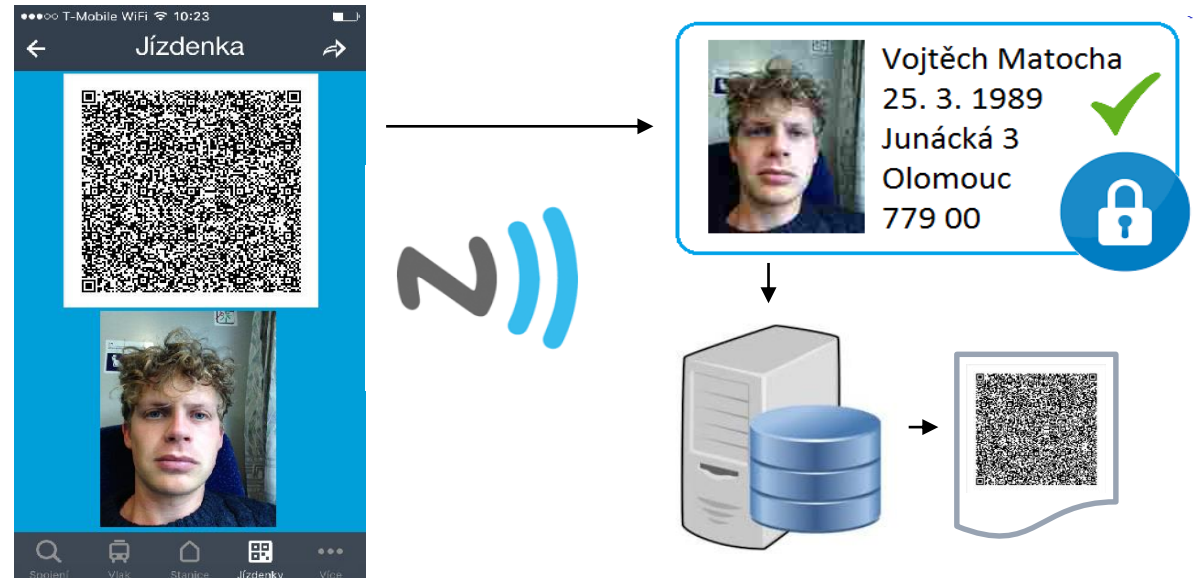 ●●●○○ T-Mobile WiFi 10:23
Jízdenka
Spojení Vlak Stanice Jízdenky Více
Vojtěch Matocha
25. 3. 1989
Junácká 3
Olomouc
779 00